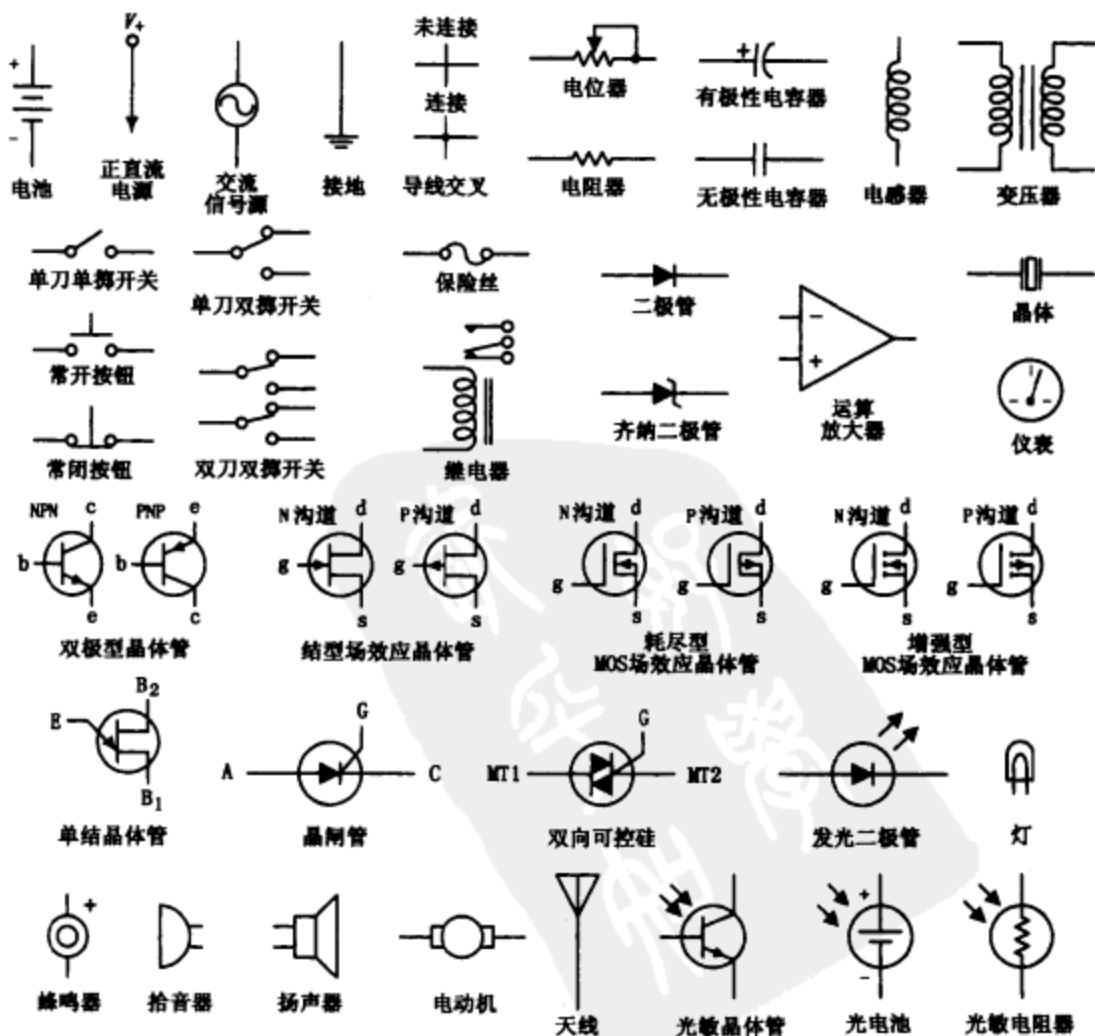 V+
未连接
+
-
连接
+
电池
正直流
电源
交流
信号源
接地
导线交叉
电位器
电阻器
有极性电容器
无极性电容器
电感器
变压器
单刀单掷开关
单刀双掷开关
保险丝
二极管
晶体
常开按钮
常闭按钮
双刀双掷开关
继电器
齐纳二极管
-
+
运算
放大器
仪表
NPN c
b
e
PNP e
b
c
双极型晶体管
N沟道 d
g
s
P沟道 d
g
s
结型场效应晶体管
N沟道 d
g
s
P沟道 d
g
s
耗尽型
MOS场效应晶体管
N沟道 d
g
s
P沟道 d
g
s
增强型
MOS场效应晶体管
B2
E
B1
单结晶体管
G
A C
晶闸管
G
MT1 MT2
双向可控硅
发光二极管
灯
+
蜂鸣器
拾音器
扬声器
电动机
天线
光敏晶体管
+
-
光电池
光敏电阻器